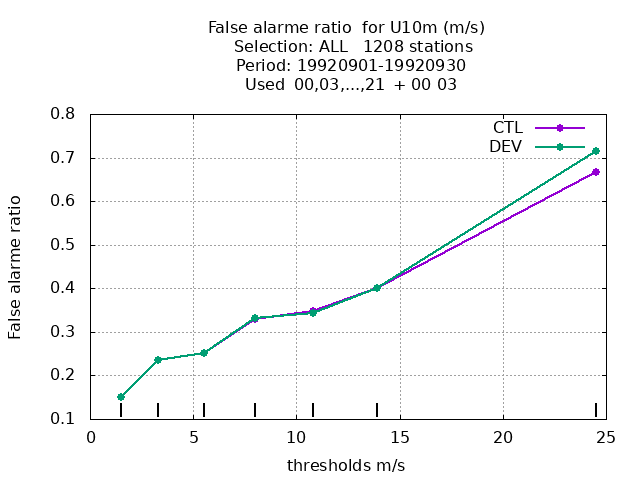 False alarme ratio  for U10m (m/s)
Selection: ALL   1208 stations
Period: 19920901-19920930
Used  00,03,...,21  + 00 03
CTL
DEV
0.8
0.7
0.6
0.5
0.4
0.3
0.2
0.1
False alarme ratio
0 5 10 15 20 25
thresholds m/s